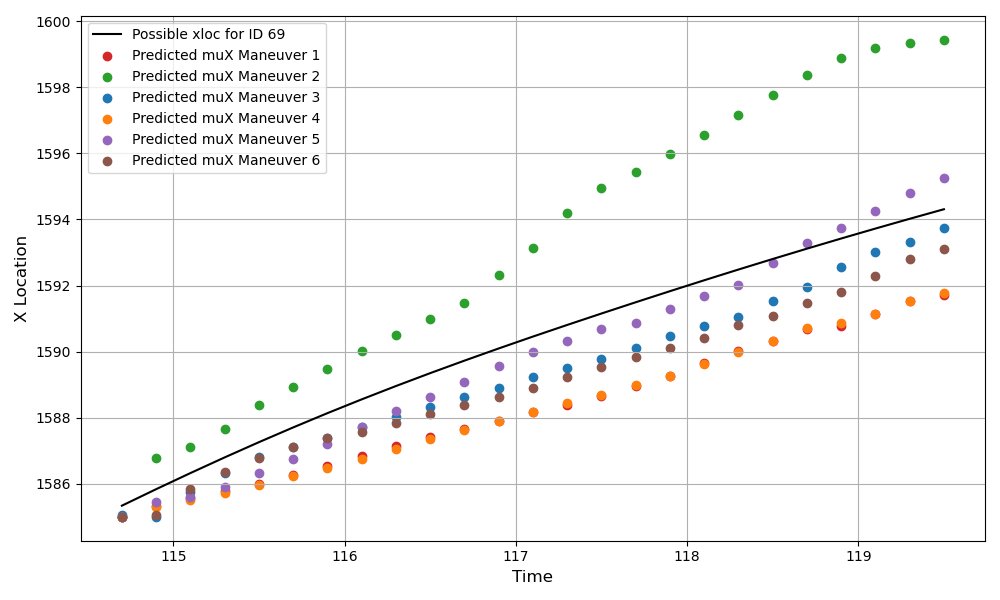 1600
1598
1596
1594
1592
1590
1588
1586
X Location
Possible xloc for ID 69
Predicted muX Maneuver 1
Predicted muX Maneuver 2
Predicted muX Maneuver 3
Predicted muX Maneuver 4
Predicted muX Maneuver 5
Predicted muX Maneuver 6
115 116 117 118 119
Time